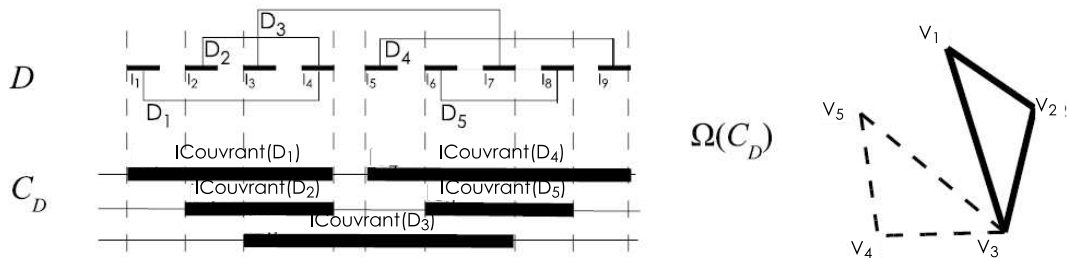 D₃
D₂
D₄
D
I₁ I₂ I₃ I₄ I₅ I₆ I₇ I₈ I₉
D₁
D₅
C_D
ICouvrant(D₁) ICouvrant(D₄)
ICouvrant(D₂) ICouvrant(D₅)
ICouvrant(D₃)
Ω(C_D)
V₁
V₂
V₅
V₄ V₃